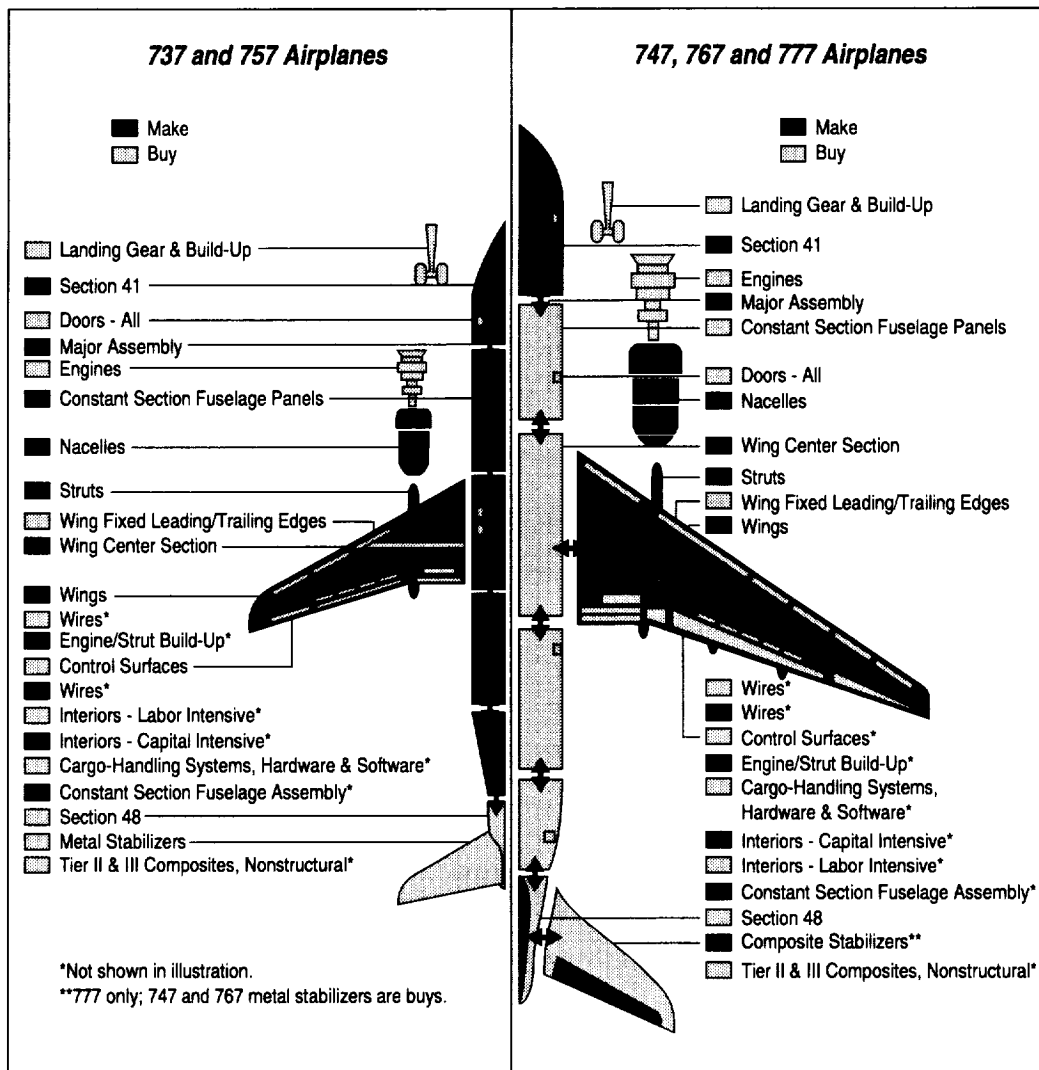 737 and 757 Airplanes
Make
Buy
Landing Gear & Build-Up
Section 41
Doors - All
Major Assembly
Engines
Constant Section Fuselage Panels
Nacelles
Struts
Wing Fixed Leading/Trailing Edges
Wing Center Section
Wings
Wires*
Engine/Strut Build-Up*
Control Surfaces
Wires*
Interiors - Labor Intensive*
Interiors - Capital Intensive*
Cargo-Handling Systems, Hardware & Software*
Constant Section Fuselage Assembly*
Section 48
Metal Stabilizers
Tier II & III Composites, Nonstructural*
*Not shown in illustration.
**777 only; 747 and 767 metal stabilizers are buys.
747, 767 and 777 Airplanes
Make
Buy
Landing Gear & Build-Up
Section 41
Engines
Major Assembly
Constant Section Fuselage Panels
Doors - All
Nacelles
Wing Center Section
Struts
Wing Fixed Leading/Trailing Edges
Wings
Wires*
Wires*
Control Surfaces*
Engine/Strut Build-Up*
Cargo-Handling Systems,
Hardware & Software*
Interiors - Capital Intensive*
Interiors - Labor Intensive*
Constant Section Fuselage Assembly*
Section 48
Composite Stabilizers**
Tier II & III Composites, Nonstructural*